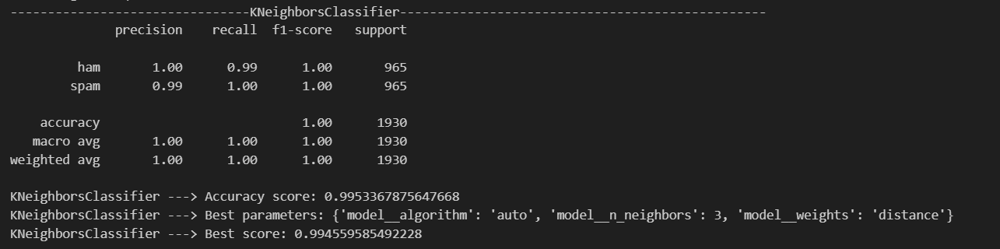 --------------------------------KNeighborsClassifier------------------------------------------------
precision recall f1-score support
ham 1.00 0.99 1.00 965
spam 0.99 1.00 1.00 965
accuracy 1.00 1930
macro avg 1.00 1.00 1.00 1930
weighted avg 1.00 1.00 1.00 1930
KNeighborsClassifier ---> Accuracy score: 0.9953367875647668
KNeighborsClassifier ---> Best parameters: {'model__algorithm': 'auto', 'model__n_neighbors': 3, 'model__weights': 'distance'}
KNeighborsClassifier ---> Best score: 0.994559585492228